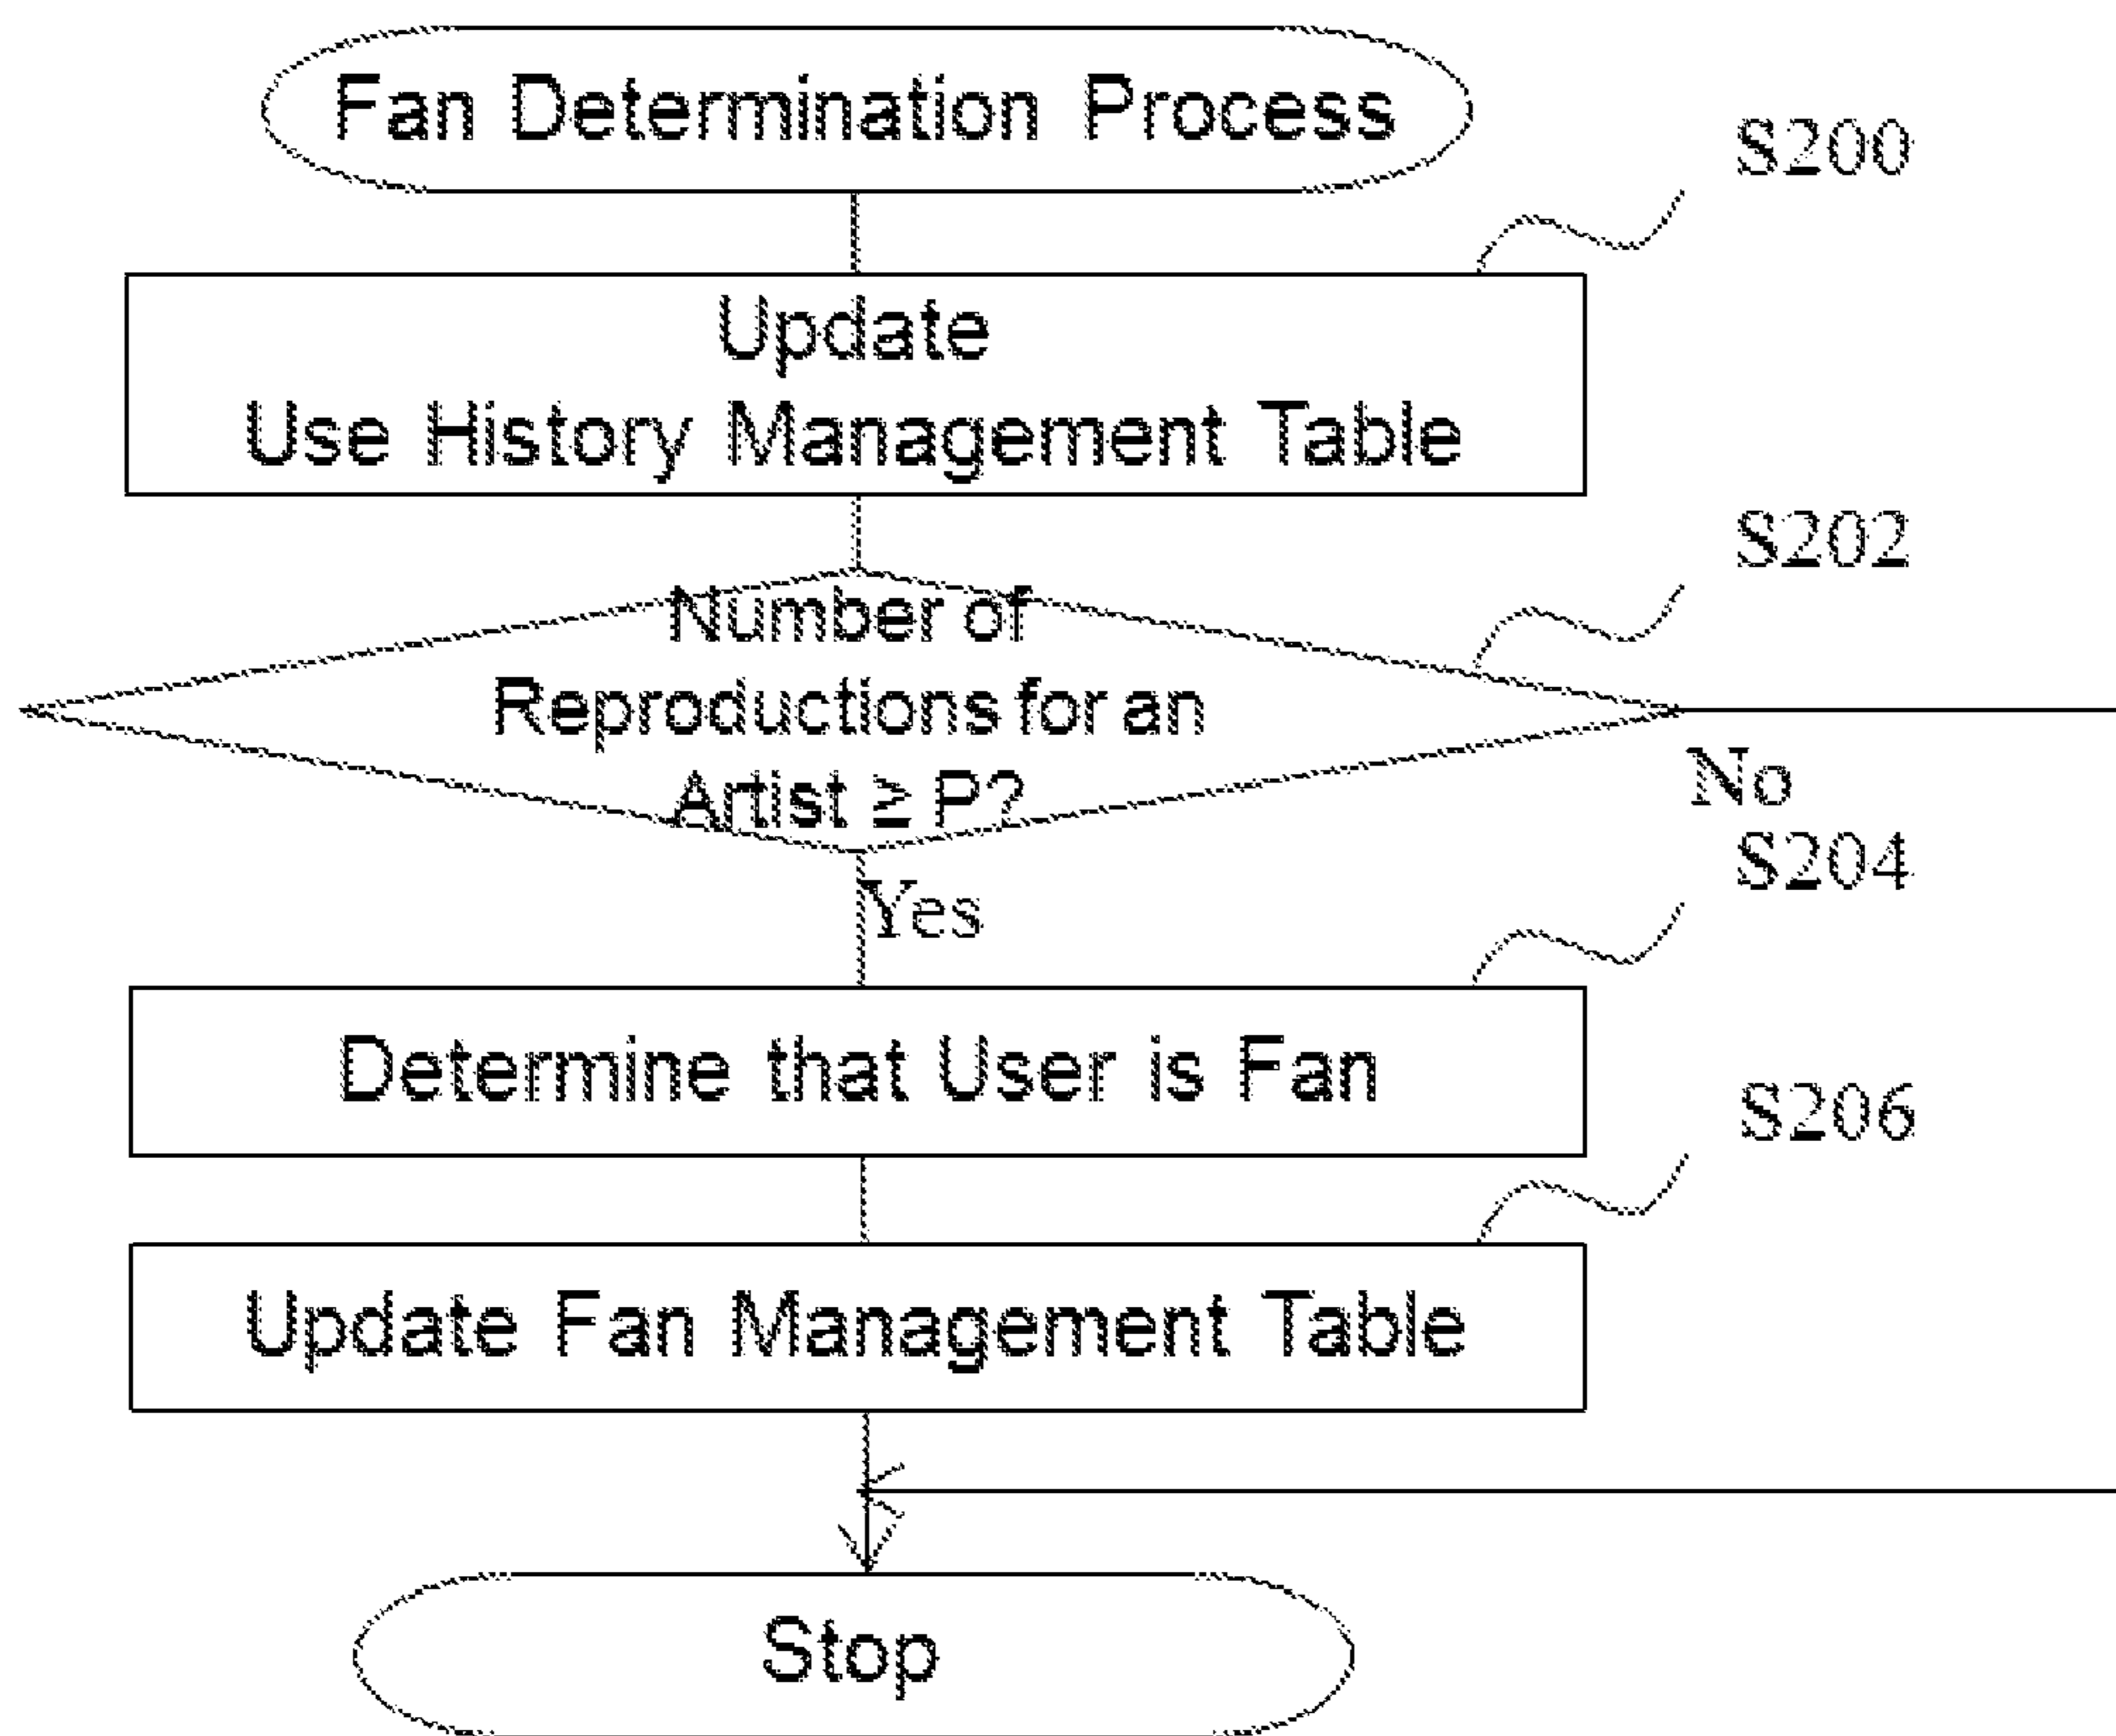 Fan Determination Process
S200
Update
Use History Management Table
S202
Number of
Reproductions for an
Artist ≥ P?
No
Yes
S204
Determine that User is Fan
S206
Update Fan Management Table
Stop